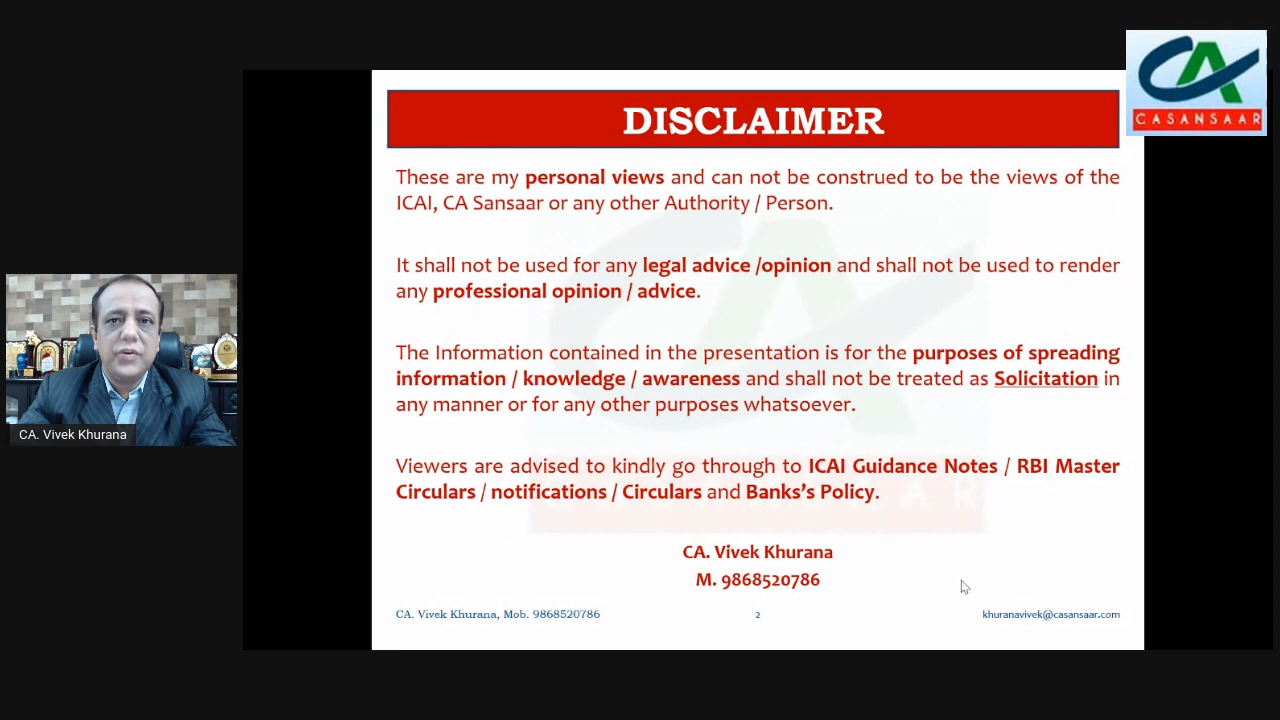 CASANSAAR
DISCLAIMER
These are my personal views and can not be construed to be the views of the
ICAI, CA Sansaar or any other Authority / Person.
It shall not be used for any legal advice /opinion and shall not be used to render
any professional opinion / advice.
The Information contained in the presentation is for the purposes of spreading
information / knowledge / awareness and shall not be treated as Solicitation in
any manner or for any other purposes whatsoever.
Viewers are advised to kindly go through to ICAI Guidance Notes / RBI Master
Circulars / notifications / Circulars and Banks's Policy.
CA. Vivek Khurana
M. 9868520786
CA. Vivek Khurana, Mob. 9868520786
2
khuranavivek@casansaar.com
CA. Vivek Khurana